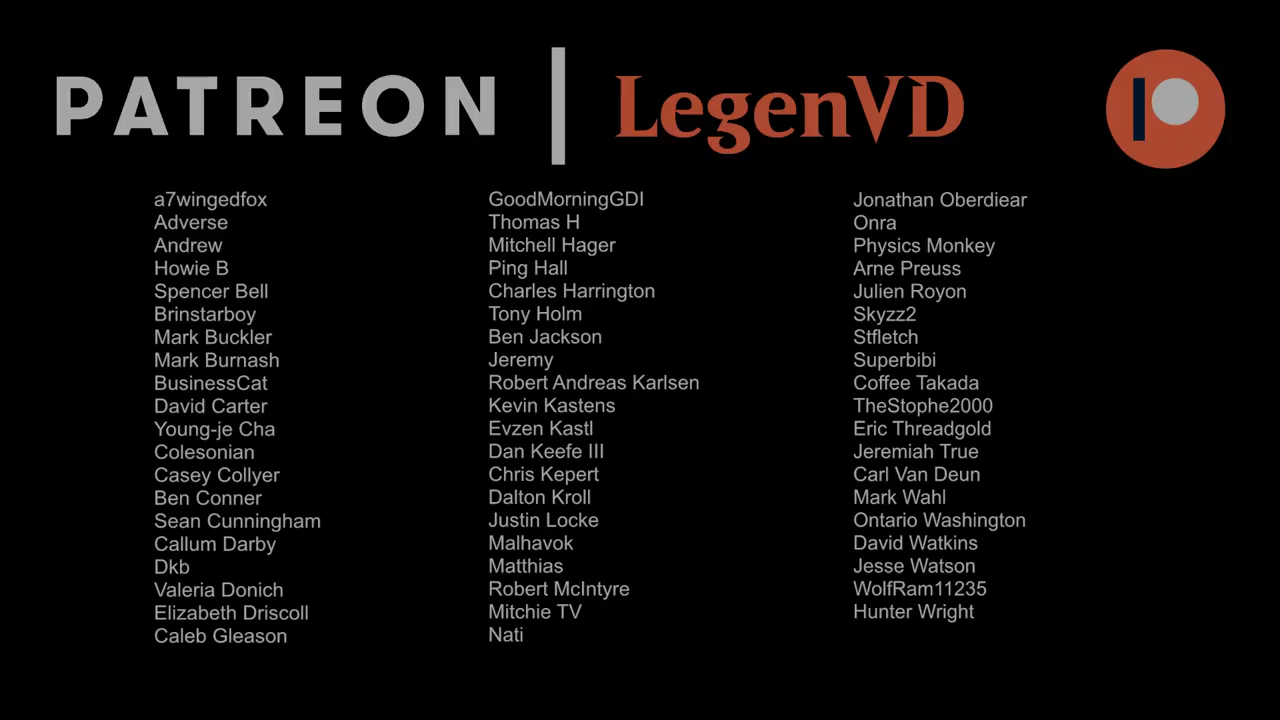 PATREON | LegenVD
a7wingedfox
Adverse
Andrew
Howie B
Spencer Bell
Brinstarboy
Mark Buckler
Mark Burnash
BusinessCat
David Carter
Young-je Cha
Colesonian
Casey Collyer
Ben Conner
Sean Cunningham
Callum Darby
Dkb
Valeria Donich
Elizabeth Driscoll
Caleb Gleason
GoodMorningGDI
Thomas H
Mitchell Hager
Ping Hall
Charles Harrington
Tony Holm
Ben Jackson
Jeremy
Robert Andreas Karlsen
Kevin Kastens
Evzen Kastl
Dan Keefe III
Chris Kepert
Dalton Kroll
Justin Locke
Malhavok
Matthias
Robert McIntyre
Mitchie TV
Nati
Jonathan Oberdiear
Onra
Physics Monkey
Arne Preuss
Julien Royon
Skyzz2
Stfletch
Superbibi
Coffee Takada
TheStophe2000
Eric Threadgold
Jeremiah True
Carl Van Deun
Mark Wahl
Ontario Washington
David Watkins
Jesse Watson
WolfRam11235
Hunter Wright